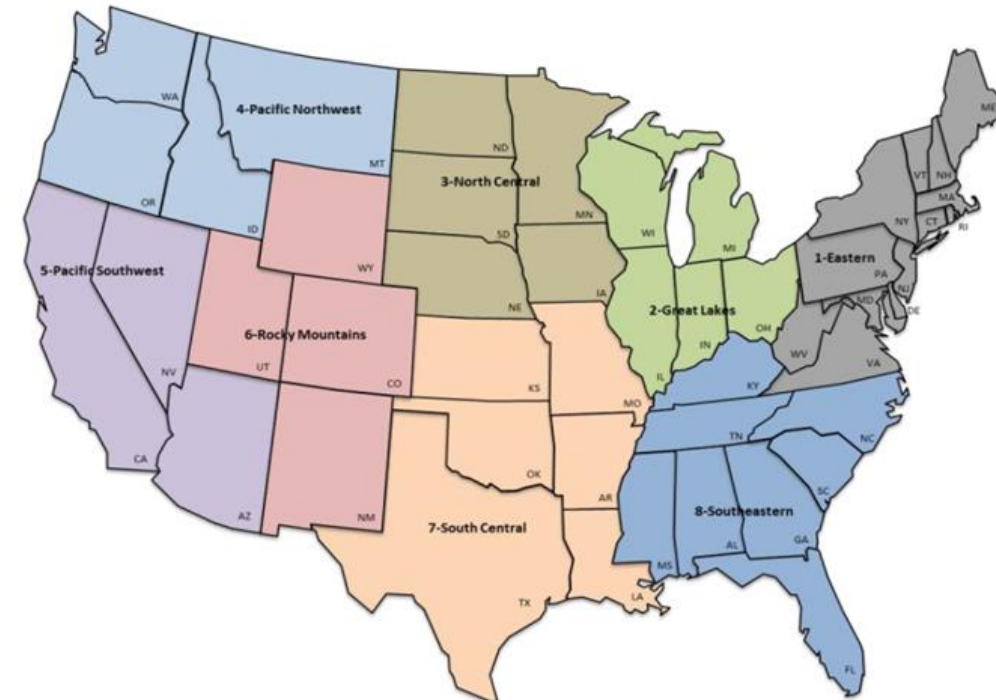 WA
4-Pacific Northwest
MT
OR
ID
ND
3-North Central
MN
SD
NE
IA
WI
MI
ME
VT
NH
MA
NY
CT
RI
1-Eastern
PA
NJ
MD
DE
WV
VA
5-Pacific Southwest
NV
CA
AZ
WY
6-Rocky Mountains
UT
CO
NM
2-Great Lakes
OH
IN
IL
KS
MO
OK
AR
7-South Central
TX
LA
KY
TN
NC
SC
8-Southeastern
MS
AL
GA
FL